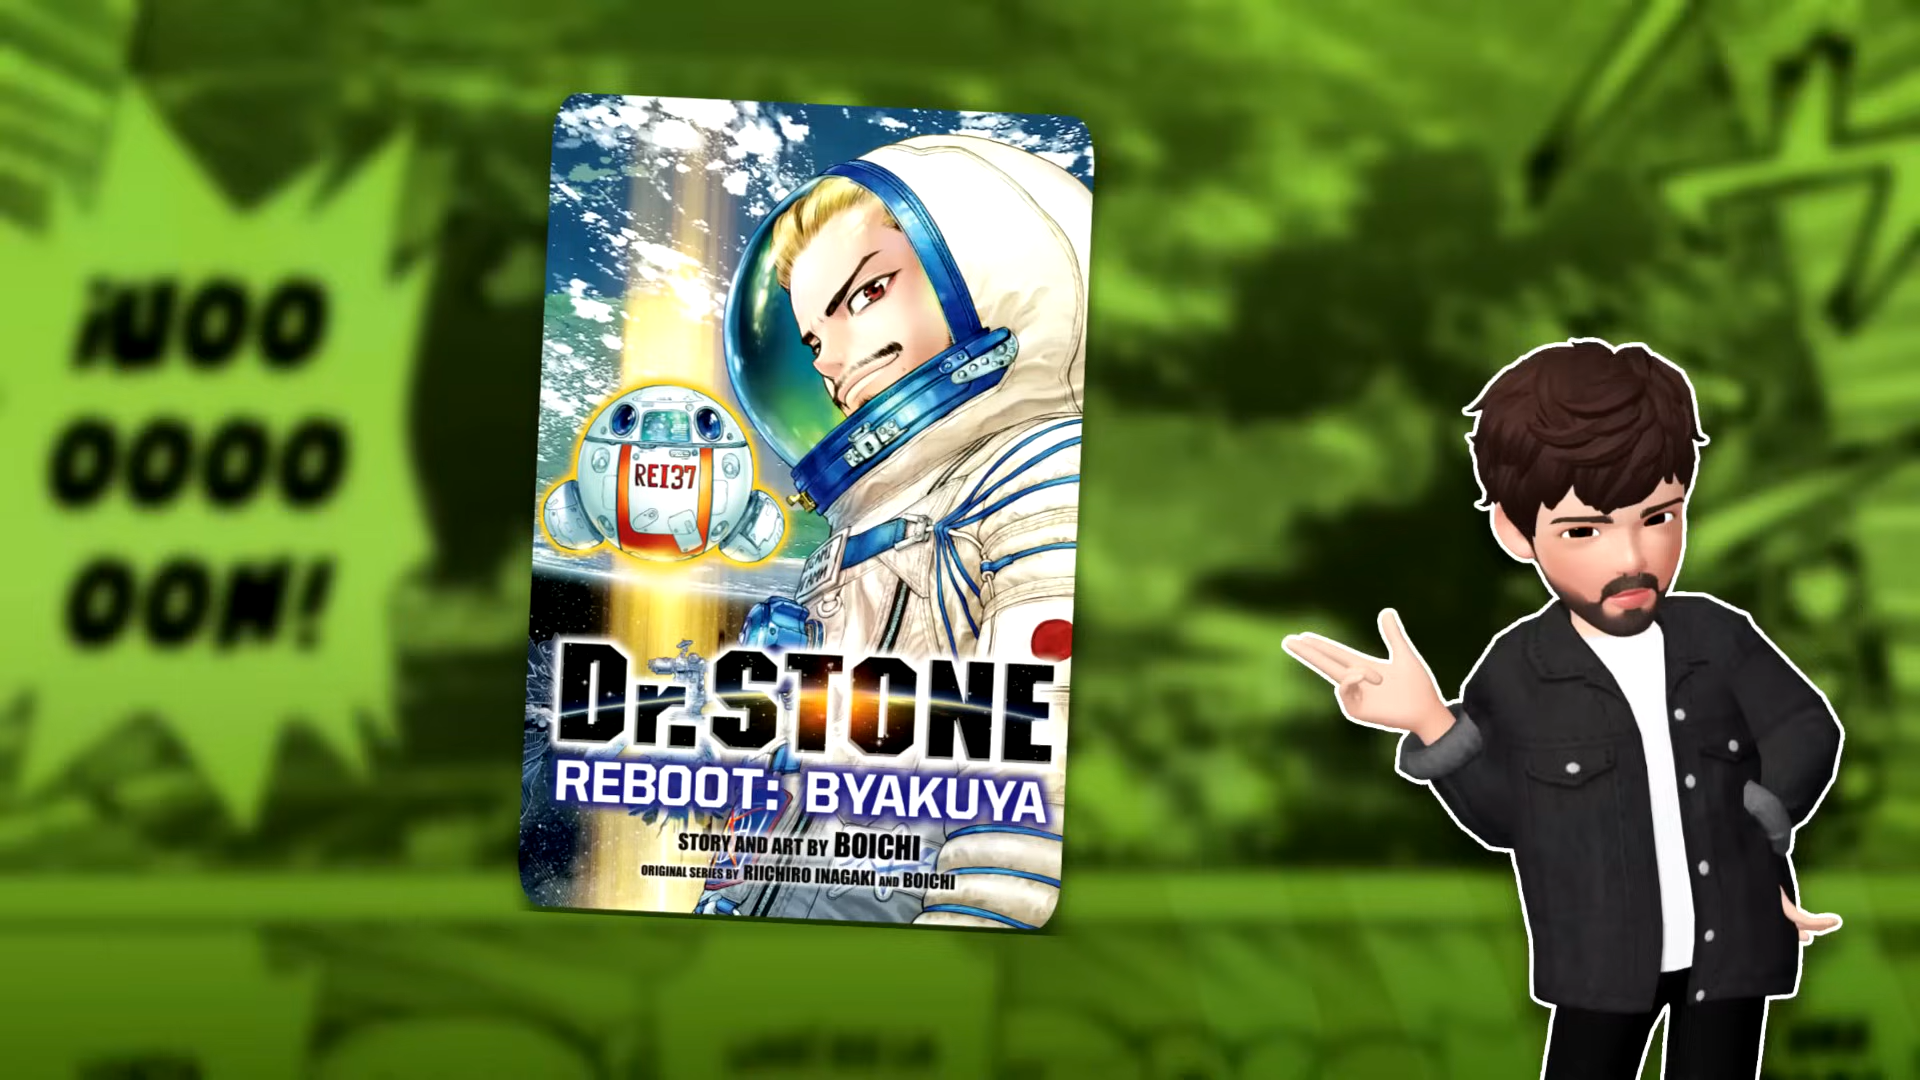 ¡NOO
OOOO
OON!
REI37
Dr.STONE
REBOOT: BYAKUYA
STORY AND ART BY BOICHI
ORIGINAL SERIES BY RIICHIRO INAGAKI AND BOICHI